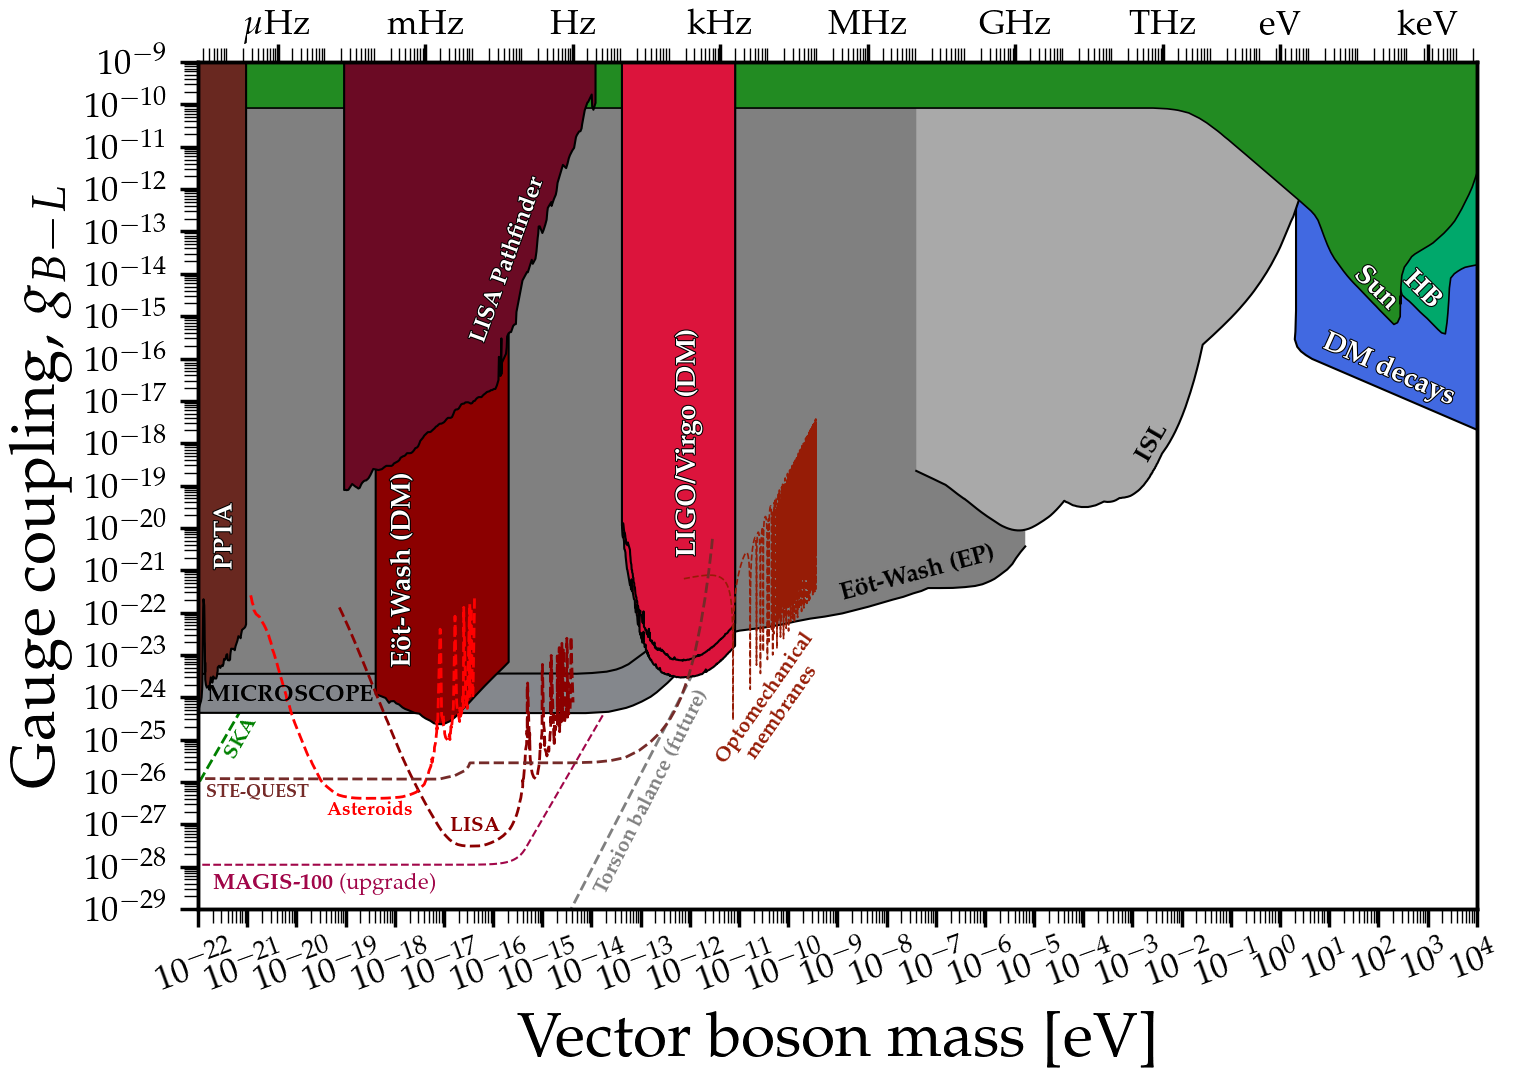 μHz mHz Hz kHz MHz GHz THz eV keV
Gauge coupling, g_{B−L}
10^{−9}
10^{−10}
10^{−11}
10^{−12}
10^{−13}
10^{−14}
10^{−15}
10^{−16}
10^{−17}
10^{−18}
10^{−19}
10^{−20}
10^{−21}
10^{−22}
10^{−23}
10^{−24}
10^{−25}
10^{−26}
10^{−27}
10^{−28}
10^{−29}
PPTA
LISA Pathfinder
Eöt-Wash (DM)
LIGO/Virgo (DM)
Sun
HB
DM decays
ISL
Eöt-Wash (EP)
MICROSCOPE
SKA
STE-QUEST
Asteroids
LISA
MAGIS-100 (upgrade)
Torsion balance (future)
Optomechanical
membranes
10^{−22} 10^{−21} 10^{−20} 10^{−19} 10^{−18} 10^{−17} 10^{−16} 10^{−15} 10^{−14} 10^{−13} 10^{−12} 10^{−11} 10^{−10} 10^{−9} 10^{−8} 10^{−7} 10^{−6} 10^{−5} 10^{−4} 10^{−3} 10^{−2} 10^{−1} 10^{0} 10^{1} 10^{2} 10^{3} 10^{4}
Vector boson mass [eV]